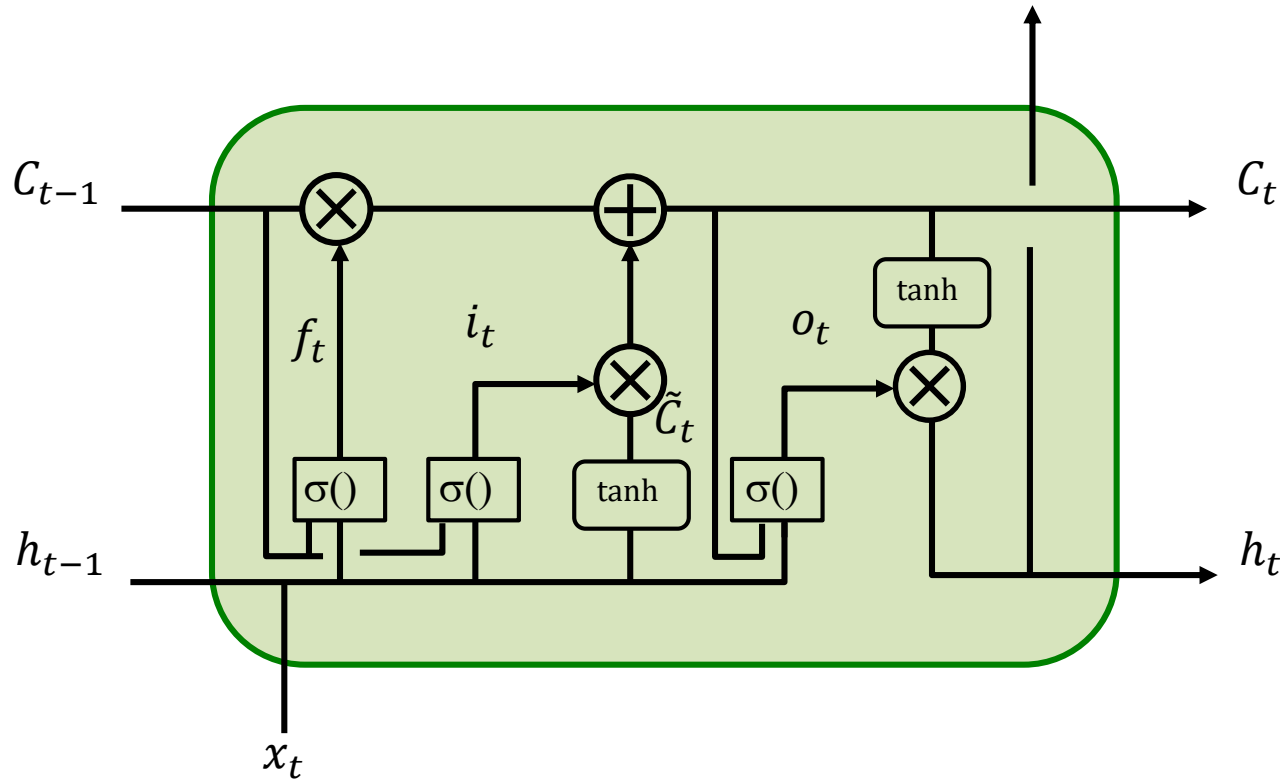 C_{t−1}
C_t
tanh
f_t
i_t
o_t
C̃_t
σ()
σ()
tanh
σ()
h_{t−1}
h_t
x_t